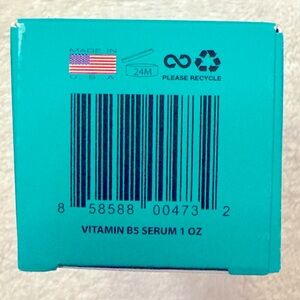 MADE IN
U S A
24M
PLEASE RECYCLE
8 58588 00473 2
VITAMIN B5 SERUM 1 OZ